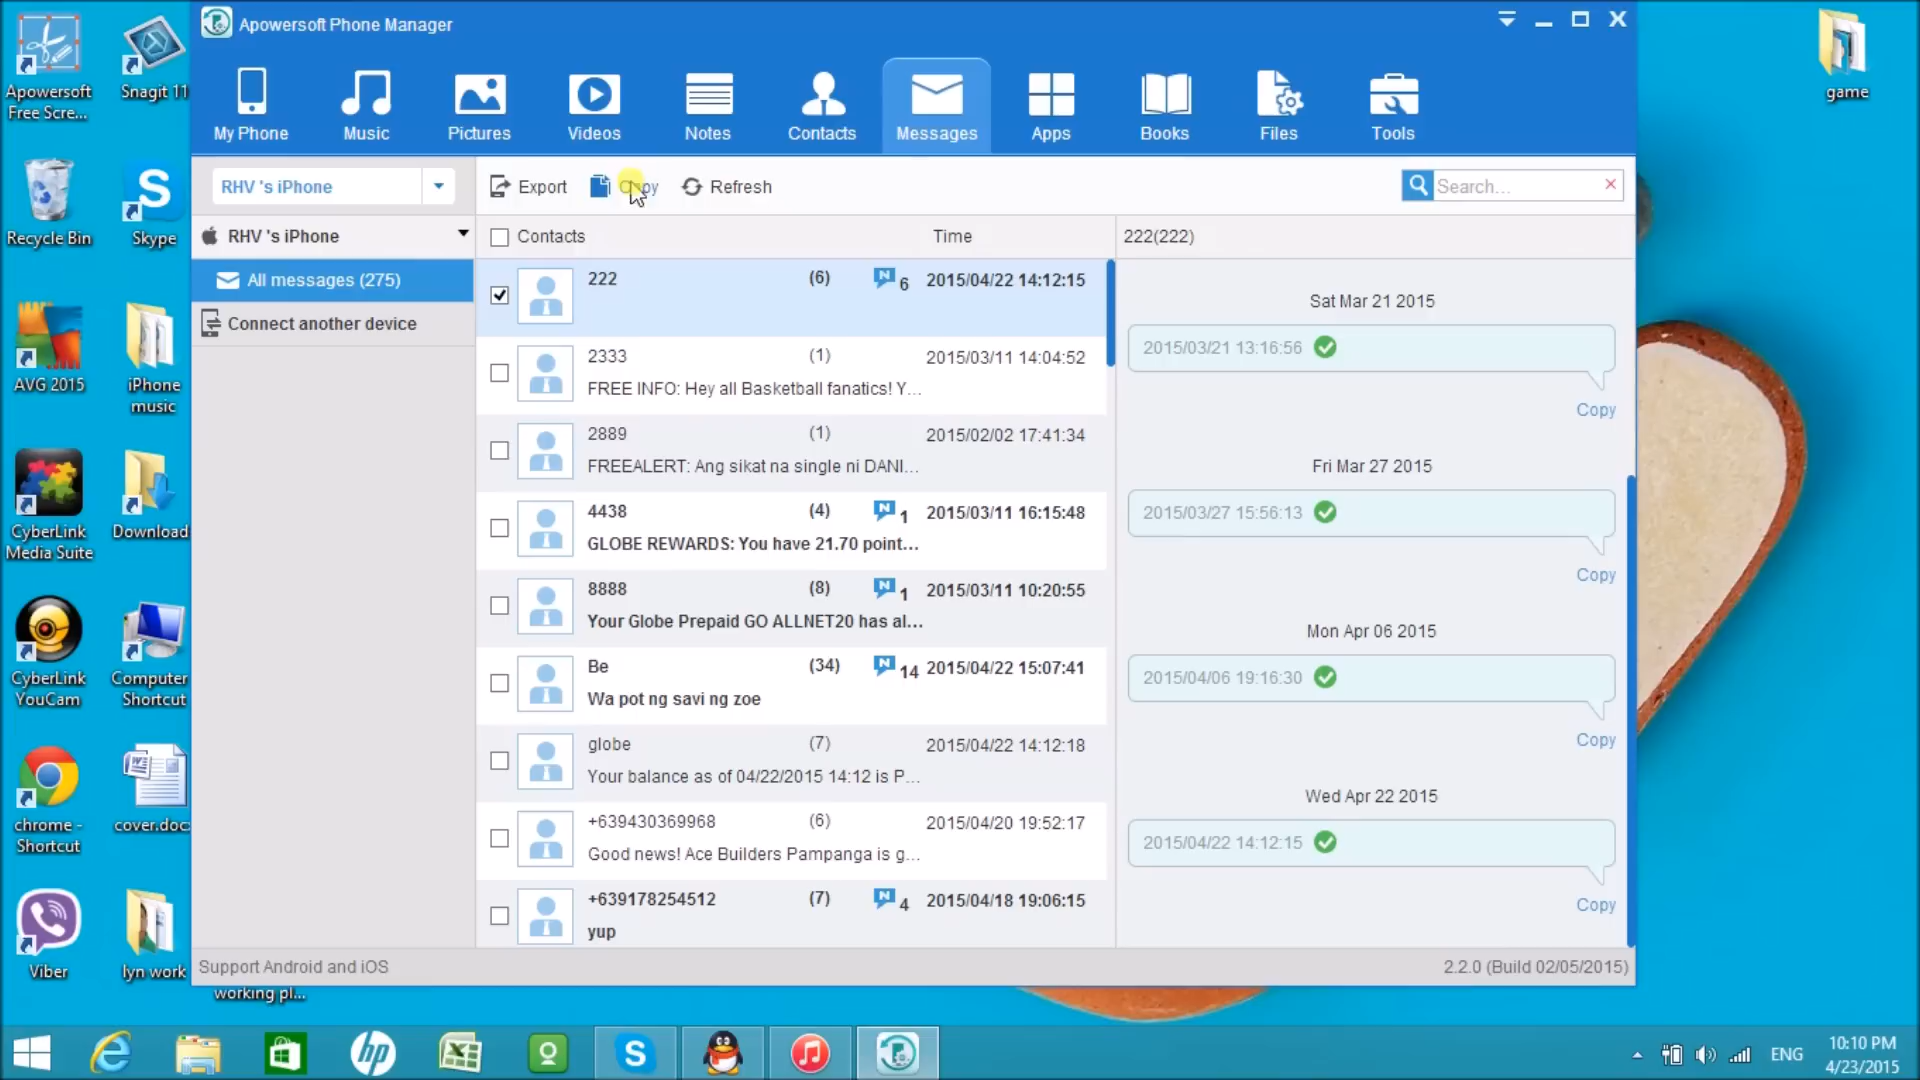 Apowersoft Phone Manager
My Phone
Music
Pictures
Videos
Notes
Contacts
Messages
Apps
Books
Files
Tools
RHV 's iPhone
Export
Copy
Refresh
Search...
RHV 's iPhone
All messages (275)
Connect another device
Contacts
Time
222(222)
222 (6) N 6 2015/04/22 14:12:15
2333 (1) 2015/03/11 14:04:52
FREE INFO: Hey all Basketball fanatics! Y...
2889 (1) 2015/02/02 17:41:34
FREEALERT: Ang sikat na single ni DANI...
4438 (4) N 1 2015/03/11 16:15:48
GLOBE REWARDS: You have 21.70 point...
8888 (8) N 1 2015/03/11 10:20:55
Your Globe Prepaid GO ALLNET20 has al...
Be (34) N 14 2015/04/22 15:07:41
Wa pot ng savi ng zoe
globe (7) 2015/04/22 14:12:18
Your balance as of 04/22/2015 14:12 is P...
+639430369968 (6) 2015/04/20 19:52:17
Good news! Ace Builders Pampanga is g...
+639178254512 (7) N 4 2015/04/18 19:06:15
yup
Sat Mar 21 2015
2015/03/21 13:16:56
Copy
Fri Mar 27 2015
2015/03/27 15:56:13
Copy
Mon Apr 06 2015
2015/04/06 19:16:30
Copy
Wed Apr 22 2015
2015/04/22 14:12:15
Copy
Support Android and iOS
2.2.0 (Build 02/05/2015)
Apowersoft
Free Scre...
Snagit 11
Recycle Bin
Skype
AVG 2015
iPhone
music
CyberLink
Media Suite
Download
CyberLink
YouCam
Computer
Shortcut
chrome -
Shortcut
cover.doc
Viber
lyn work
working pl...
game
hp
ENG
10:10 PM
4/23/2015